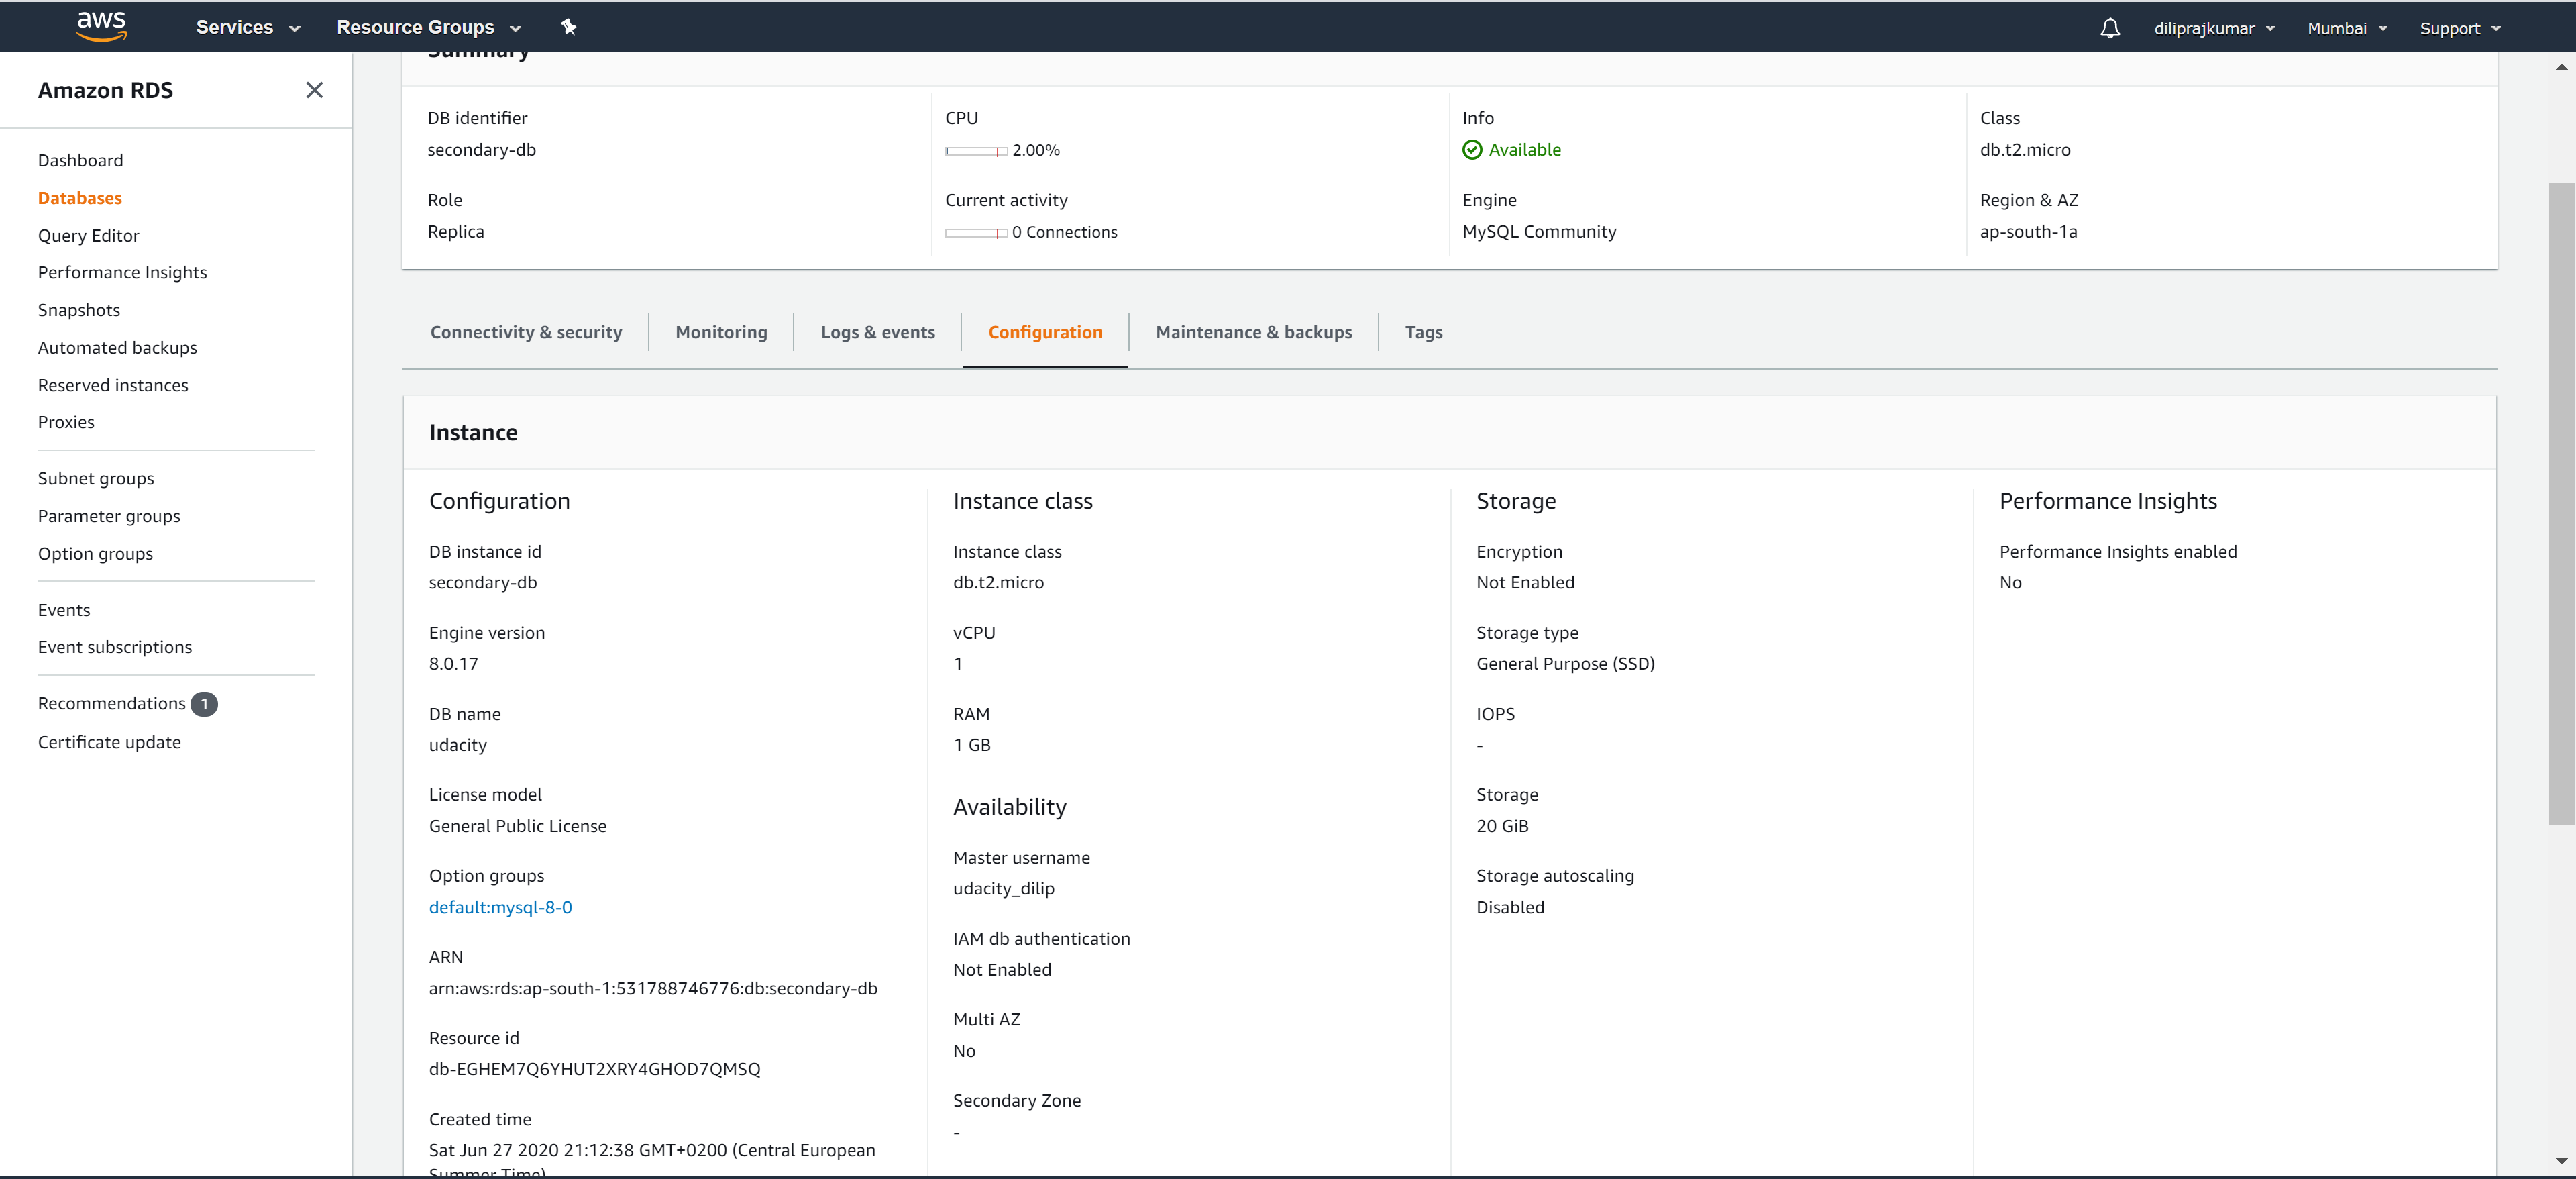 aws
Services
Resource Groups
diliprajkumar
Mumbai
Support
Amazon RDS
Dashboard
Databases
Query Editor
Performance Insights
Snapshots
Automated backups
Reserved instances
Proxies
Subnet groups
Parameter groups
Option groups
Events
Event subscriptions
Recommendations 1
Certificate update
Summary
DB identifier
secondary-db
Role
Replica
CPU
2.00%
Current activity
0 Connections
Info
Available
Engine
MySQL Community
Class
db.t2.micro
Region & AZ
ap-south-1a
Connectivity & security
Monitoring
Logs & events
Configuration
Maintenance & backups
Tags
Instance
Configuration
DB instance id
secondary-db
Engine version
8.0.17
DB name
udacity
License model
General Public License
Option groups
default:mysql-8-0
ARN
arn:aws:rds:ap-south-1:531788746776:db:secondary-db
Resource id
db-EGHEM7Q6YHUT2XRY4GHOD7QMSQ
Created time
Sat Jun 27 2020 21:12:38 GMT+0200 (Central European
Summer Time)
Instance class
Instance class
db.t2.micro
vCPU
1
RAM
1 GB
Availability
Master username
udacity_dilip
IAM db authentication
Not Enabled
Multi AZ
No
Secondary Zone
-
Storage
Encryption
Not Enabled
Storage type
General Purpose (SSD)
IOPS
-
Storage
20 GiB
Storage autoscaling
Disabled
Performance Insights
Performance Insights enabled
No